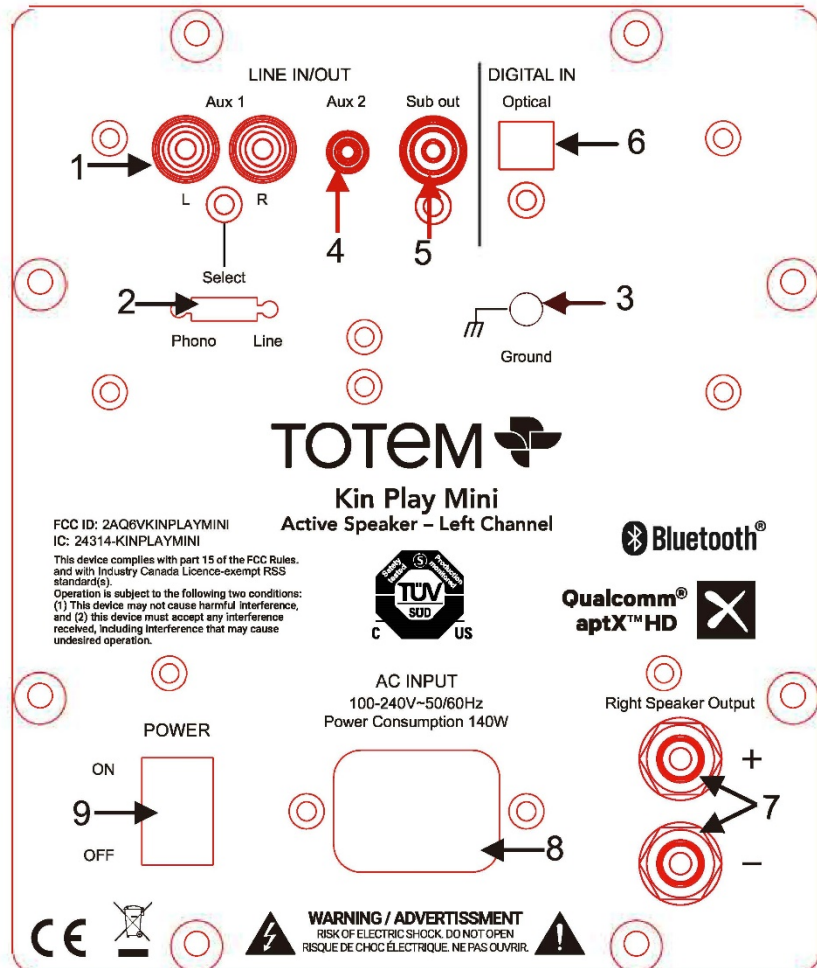 LINE IN/OUT
DIGITAL IN
Aux 1
Aux 2
Sub out
Optical
1
6
L
R
4
5
Select
2
3
Phono
Line
Ground
TOTeM
Kin Play Mini
Active Speaker – Left Channel
FCC ID: 2AQ6VKINPLAYMINI
IC: 24314-KINPLAYMINI
This device complies with part 15 of the FCC Rules.
and with Industry Canada Licence-exempt RSS
standard(s).
Operation is subject to the following two conditions:
(1) This device may not cause harmful interference,
and (2) this device must accept any interference
received, including interference that may cause
undesired operation.
Safety tested
S
Production monitored
TÜV
SÜD
C
US
Bluetooth®
Qualcomm®
aptX™HD
AC INPUT
100-240V~50/60Hz
Power Consumption 140W
Right Speaker Output
POWER
ON
OFF
9
8
+
7
–
CE
WARNING / ADVERTISSMENT
RISK OF ELECTRIC SHOCK. DO NOT OPEN
RISQUE DE CHOC ÉLECTRIQUE. NE PAS OUVRIR.
!